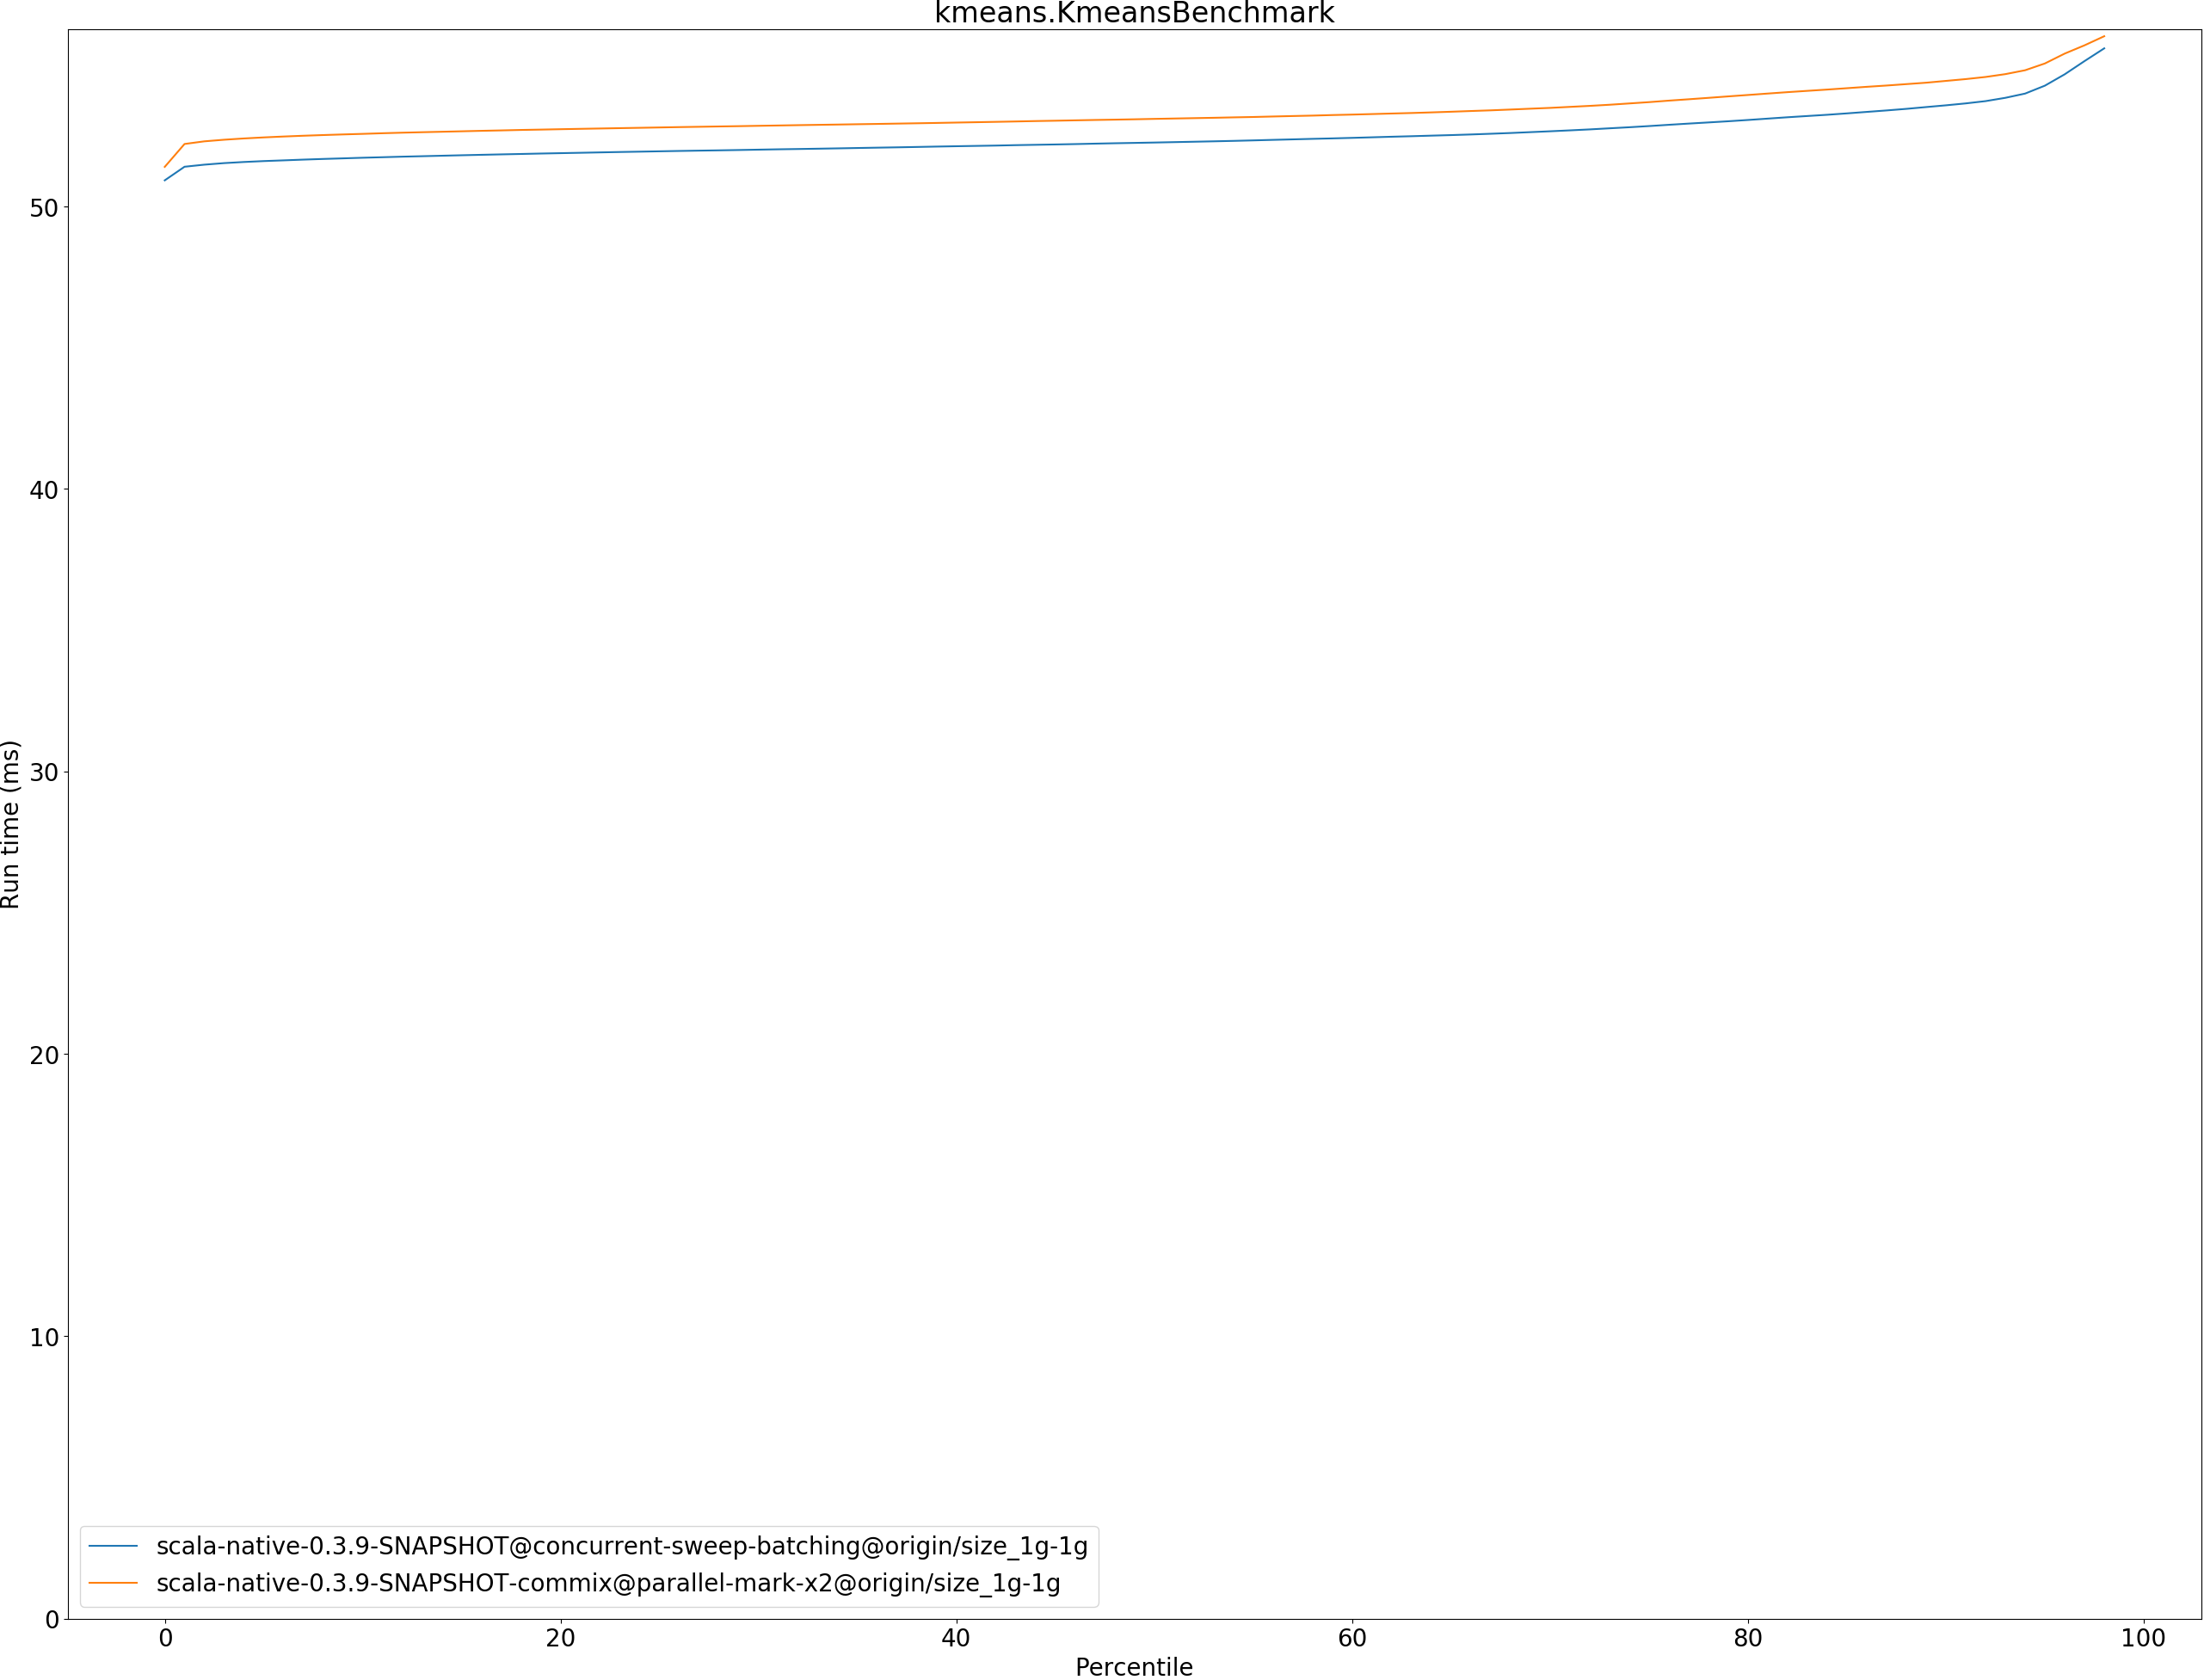 kmeans.KmeansBenchmark
Run time (ms)
50
40
30
20
10
0
scala-native-0.3.9-SNAPSHOT@concurrent-sweep-batching@origin/size_1g-1g
scala-native-0.3.9-SNAPSHOT-commix@parallel-mark-x2@origin/size_1g-1g
0 20 40 60 80 100
Percentile